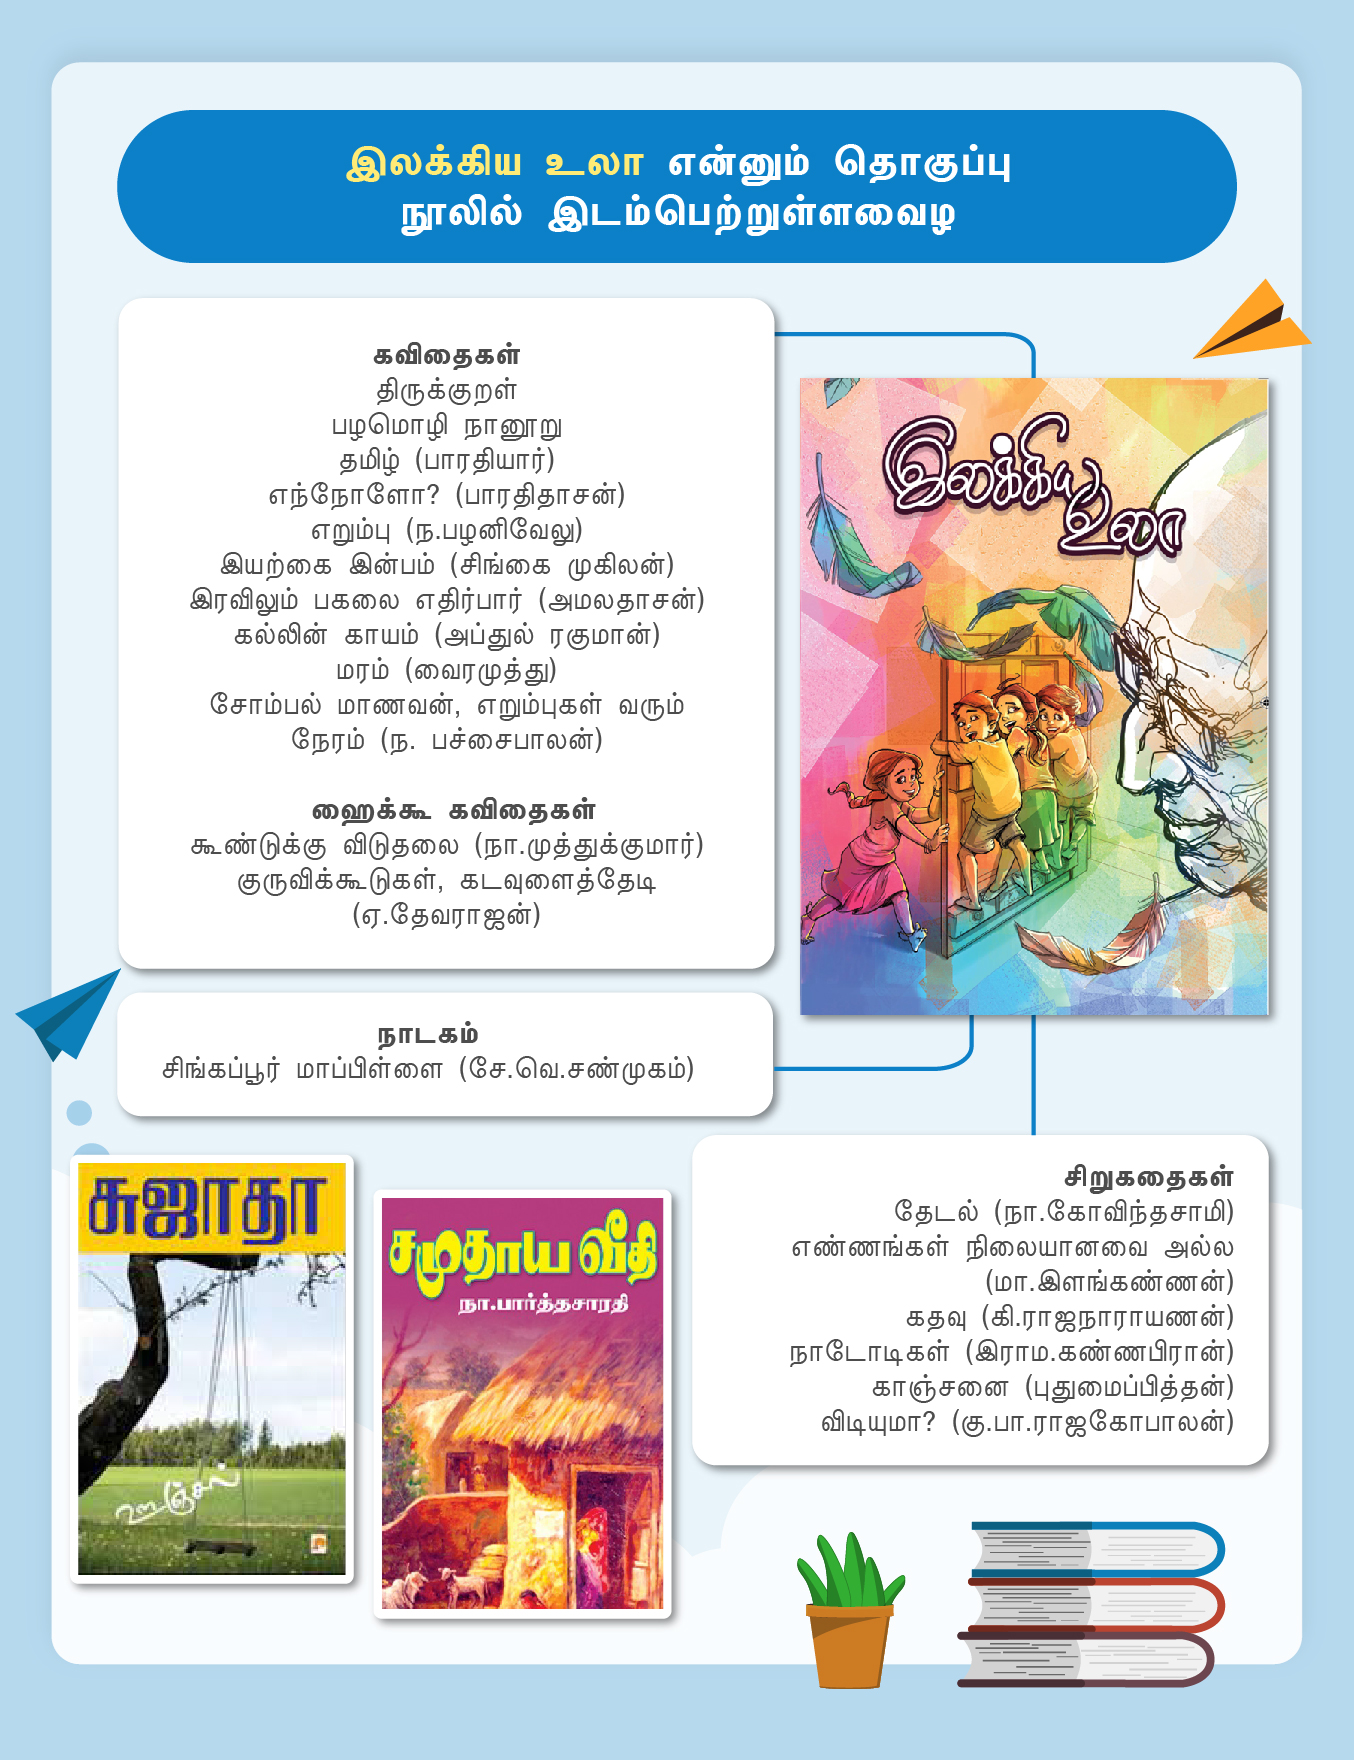 இலக்கிய உலா என்னும் தொகுப்பு
நூலில் இடம்பெற்றுள்ளவைழ
கவிதைகள்
திருக்குறள்
பழமொழி நானூறு
தமிழ் (பாரதியார்)
எந்நோளோ? (பாரதிதாசன்)
எறும்பு (ந.பழனிவேலு)
இயற்கை இன்பம் (சிங்கை முகிலன்)
இரவிலும் பகலை எதிர்பார் (அமலதாசன்)
கல்லின் காயம் (அப்துல் ரகுமான்)
மரம் (வைரமுத்து)
சோம்பல் மாணவன், எறும்புகள் வரும்
நேரம் (ந. பச்சைபாலன்)
ஹைக்கூ கவிதைகள்
கூண்டுக்கு விடுதலை (நா.முத்துக்குமார்)
குருவிக்கூடுகள், கடவுளைத்தேடி
(ஏ.தேவராஜன்)
இலக்கிய
உலா
நாடகம்
சிங்கப்பூர் மாப்பிள்ளை (சே.வெ.சண்முகம்)
சுஜாதா
ஊஞ்சல்
சமுதாய வீதி
நா.பார்த்தசாரதி
சிறுகதைகள்
தேடல் (நா.கோவிந்தசாமி)
எண்ணங்கள் நிலையானவை அல்ல
(மா.இளங்கண்ணன்)
கதவு (கி.ராஜநாராயணன்)
நாடோடிகள் (இராம.கண்ணபிரான்)
காஞ்சனை (புதுமைப்பித்தன்)
விடியுமா? (கு.பா.ராஜகோபாலன்)